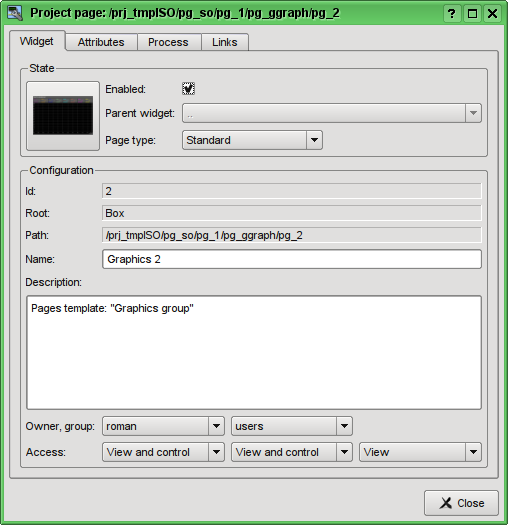 Project page: /prj_tmplSO/pg_so/pg_1/pg_ggraph/pg_2
Widget Attributes Process Links
State
Enabled:
Parent widget: ..
Page type: Standard
Configuration
Id: 2
Root: Box
Path: /prj_tmplSO/pg_so/pg_1/pg_ggraph/pg_2
Name: Graphics 2
Description:
Pages template: "Graphics group"
Owner, group: roman users
Access: View and control View and control View
Close